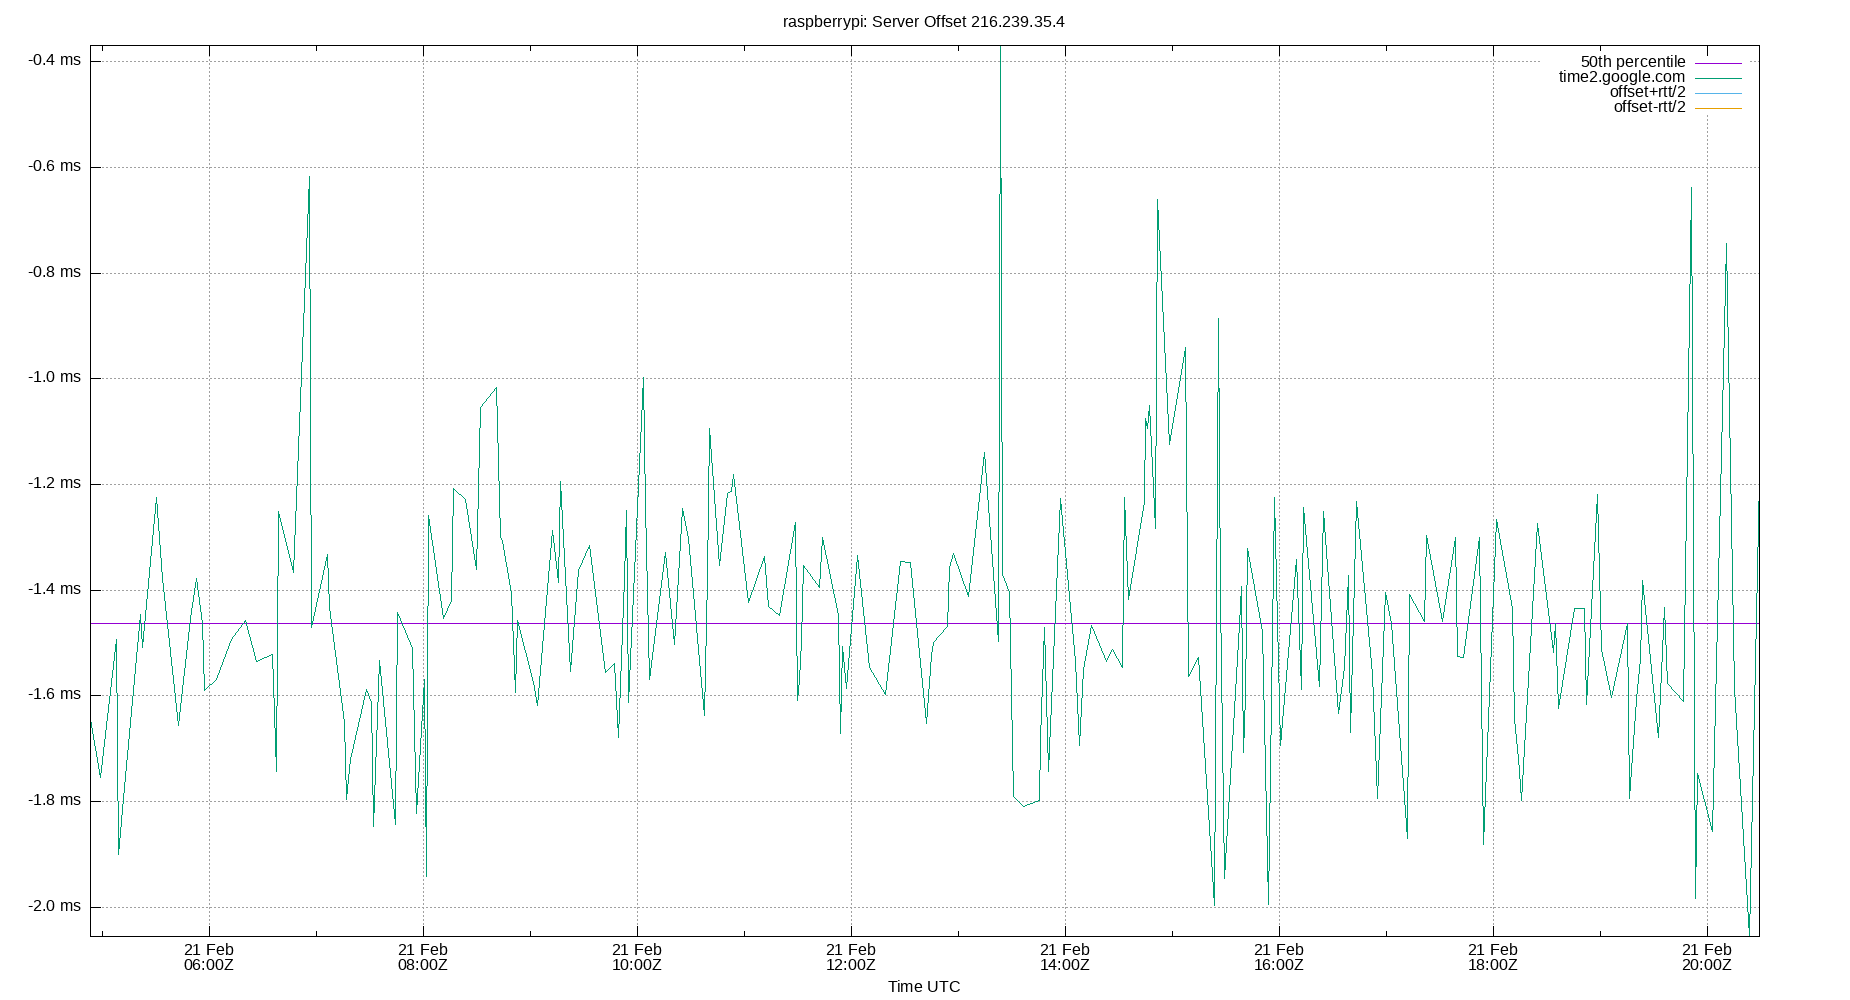 raspberrypi: Server Offset 216.239.35.4
-0.4 ms
-0.6 ms
-0.8 ms
-1.0 ms
-1.2 ms
-1.4 ms
-1.6 ms
-1.8 ms
-2.0 ms
50th percentile
time2.google.com
offset+rtt/2
offset-rtt/2
21 Feb 21 Feb 21 Feb 21 Feb 21 Feb 21 Feb 21 Feb 21 Feb
06:00Z 08:00Z 10:00Z 12:00Z 14:00Z 16:00Z 18:00Z 20:00Z
Time UTC